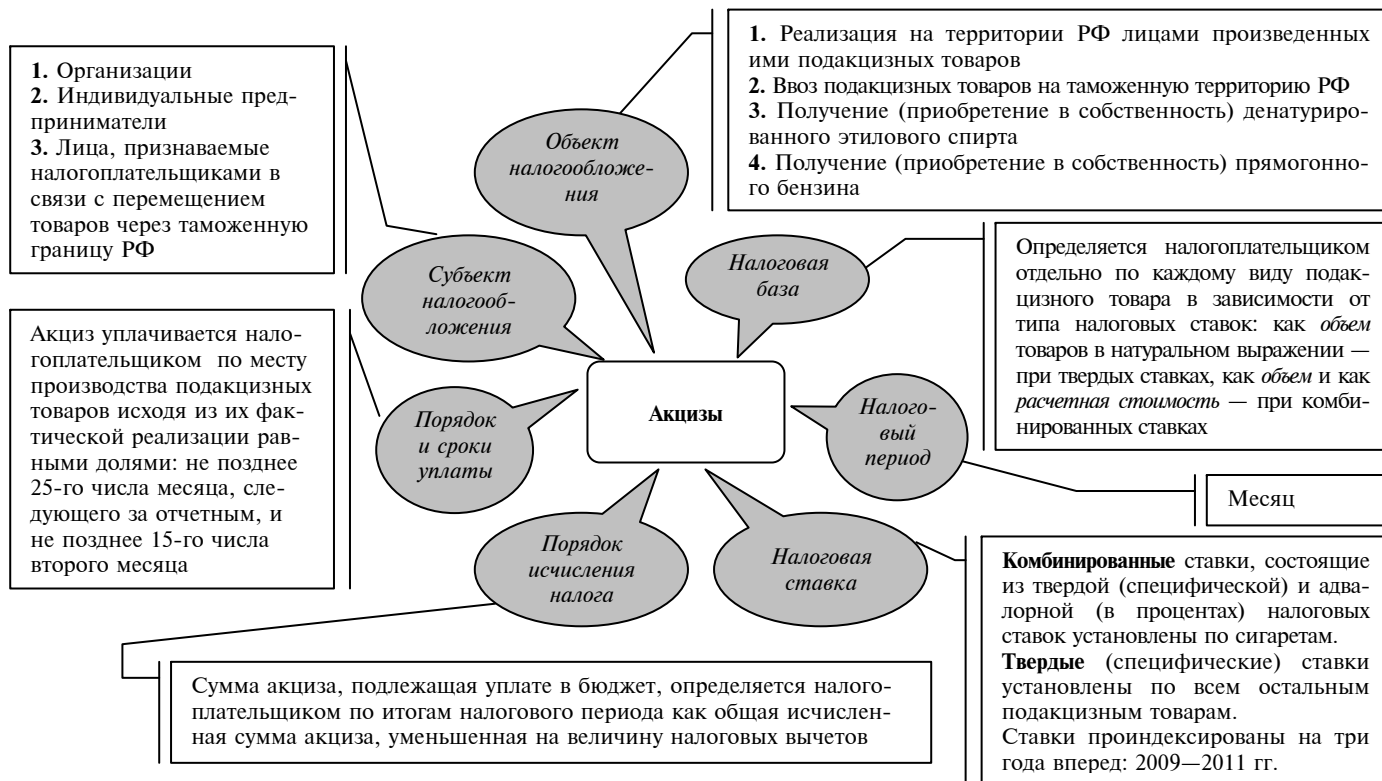 1. Реализация на территории РФ лицами произведенных
ими подакцизных товаров
2. Ввоз подакцизных товаров на таможенную территорию РФ
3. Получение (приобретение в собственность) денатуриро-
ванного этилового спирта
4. Получение (приобретение в собственность) прямогонно-
го бензина
1. Организации
2. Индивидуальные пред-
приниматели
3. Лица, признаваемые
налогоплательщиками в
связи с перемещением
товаров через таможенную
границу РФ
Объект
налогообложе-
ния
Субъект
налогооб-
ложения
Налоговая
база
Определяется налогоплательщиком
отдельно по каждому виду подак-
цизного товара в зависимости от
типа налоговых ставок: как объем
товаров в натуральном выражении —
при твердых ставках, как объем и как
расчетная стоимость — при комби-
нированных ставках
Акциз уплачивается нало-
гоплательщиком по месту
производства подакцизных
товаров исходя из их фак-
тической реализации рав-
ными долями: не позднее
25-го числа месяца, сле-
дующего за отчетным, и
не позднее 15-го числа
второго месяца
Порядок
и сроки
уплаты
Акцизы
Налого-
вый
период
Месяц
Порядок
исчисления
налога
Налоговая
ставка
Комбинированные ставки, состоящие
из твердой (специфической) и адва-
лорной (в процентах) налоговых
ставок установлены по сигаретам.
Твердые (специфические) ставки
установлены по всем остальным
подакцизным товарам.
Ставки проиндексированы на три
года вперед: 2009—2011 гг.
Сумма акциза, подлежащая уплате в бюджет, определяется налого-
плательщиком по итогам налогового периода как общая исчислен-
ная сумма акциза, уменьшенная на величину налоговых вычетов